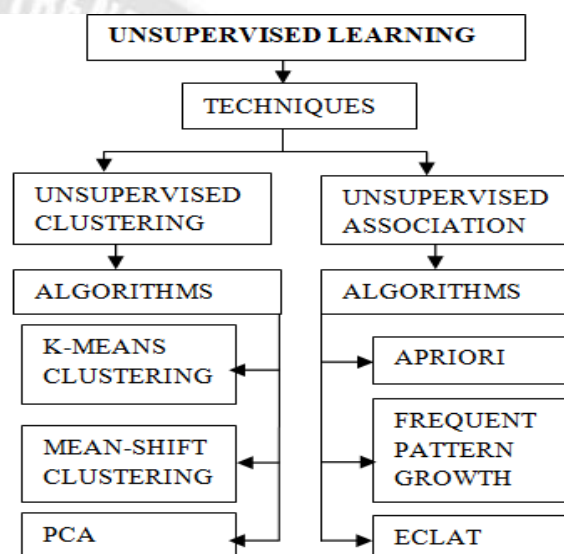 UNSUPERVISED LEARNING
TECHNIQUES
UNSUPERVISED
CLUSTERING
UNSUPERVISED
ASSOCIATION
ALGORITHMS
ALGORITHMS
K-MEANS
CLUSTERING
APRIORI
MEAN-SHIFT
CLUSTERING
FREQUENT
PATTERN
GROWTH
PCA
ECLAT